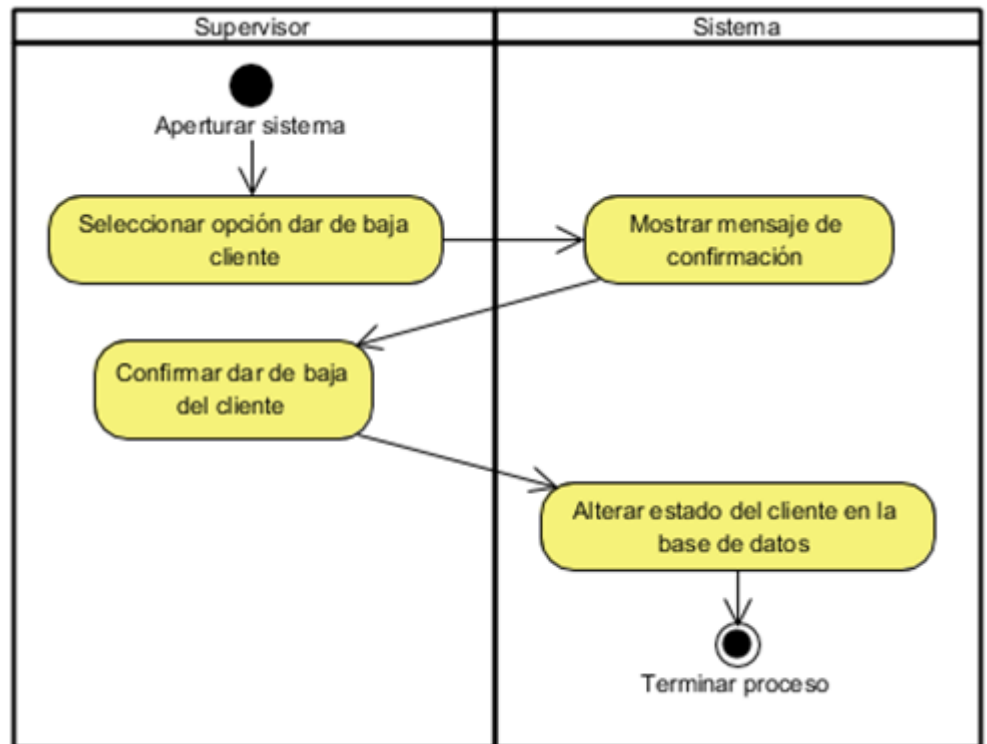 Supervisor
Sistema
Aperturar sistema
Seleccionar opción dar de baja
cliente
Mostrar mensaje de
confirmación
Confirmar dar de baja
del cliente
Alterar estado del cliente en la
base de datos
Terminar proceso